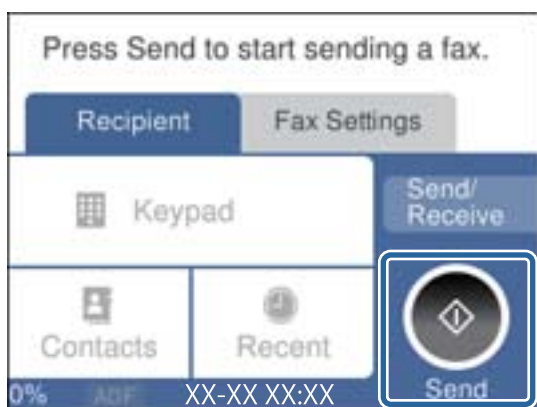 Press Send to start sending a fax.
Recipient
Fax Settings
Keypad
Send/
Receive
Contacts
Recent
Send
0%
ADF
XX-XX XX:XX